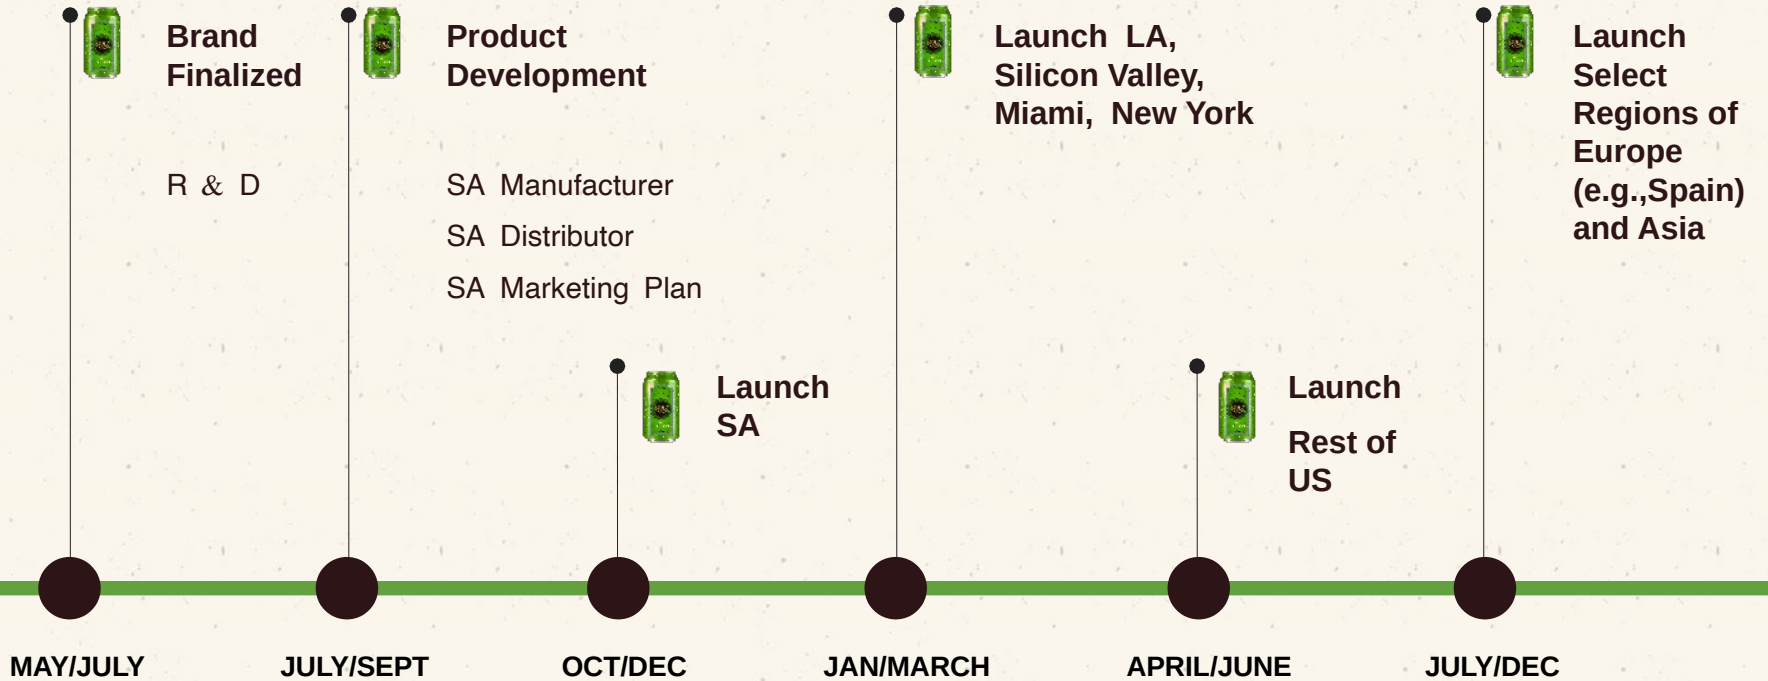 Brand
Finalized
R & D
Product
Development
SA Manufacturer
SA Distributor
SA Marketing Plan
Launch
SA
Launch LA,
Silicon Valley,
Miami, New York
Launch
Rest of
US
Launch
Select
Regions of
Europe
(e.g.,Spain)
and Asia
MAY/JULY
JULY/SEPT
OCT/DEC
JAN/MARCH
APRIL/JUNE
JULY/DEC